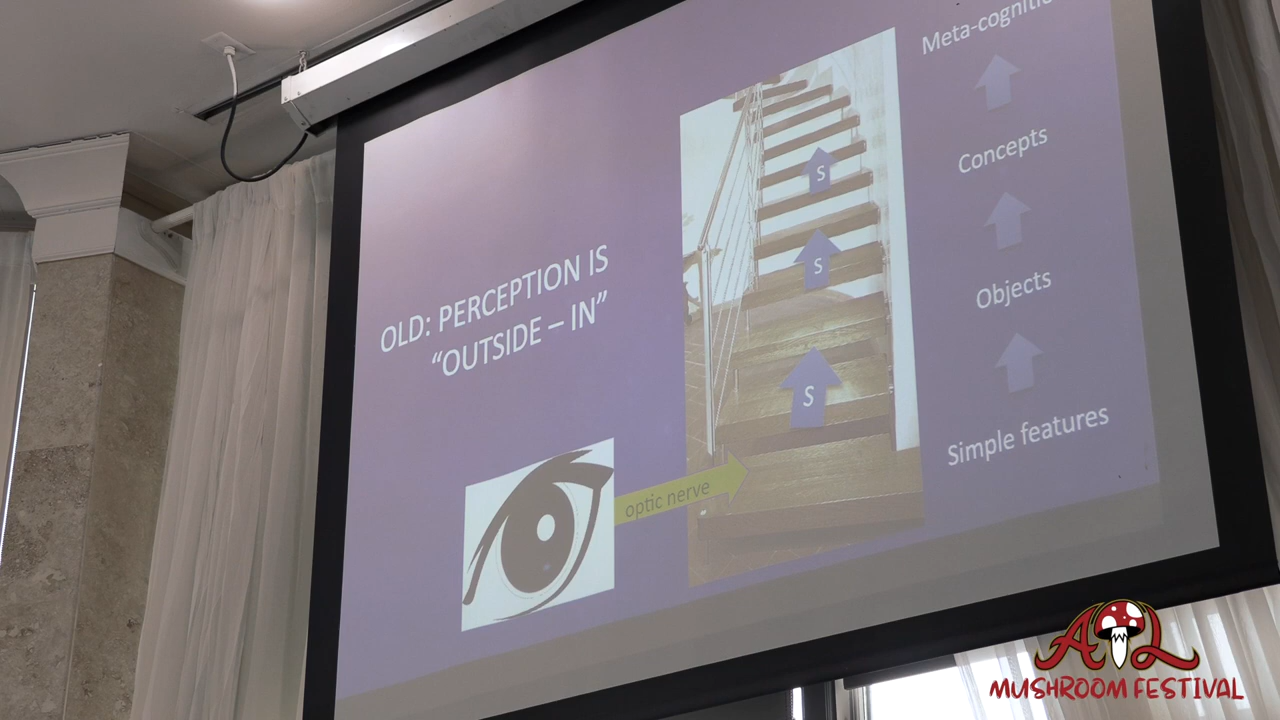 OLD: PERCEPTION IS
“OUTSIDE – IN”
optic nerve
S
S
S
Concepts
Objects
Simple features
MUSHROOM FESTIVAL